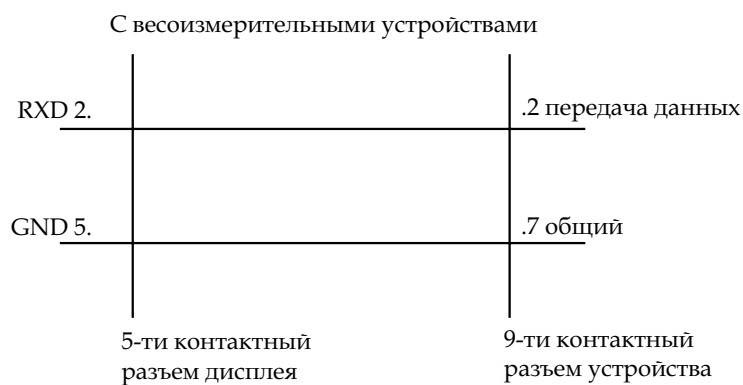 С весоизмерительными устройствами
RXD 2.
.2 передача данных
GND 5.
.7 общий
5-ти контактный
разъем дисплея
9-ти контактный
разъем устройства